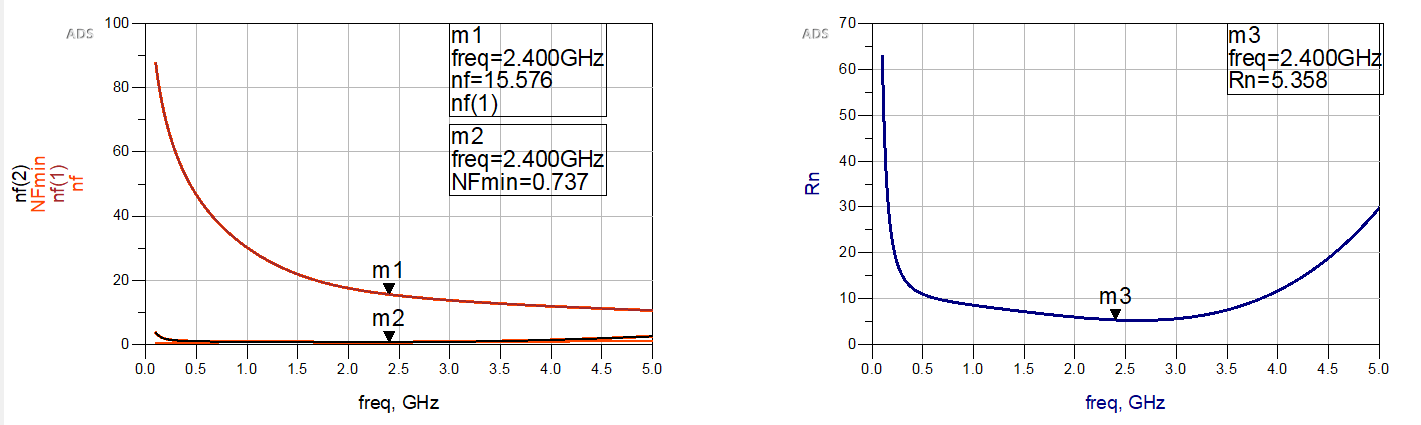 ADS
nf(2)
NFmin
nf(1)
nf
100
80
60
40
20
0
m1
freq=2.400GHz
nf=15.576
nf(1)
m2
freq=2.400GHz
NFmin=0.737
m1
m2
0.0 0.5 1.0 1.5 2.0 2.5 3.0 3.5 4.0 4.5 5.0
freq, GHz
ADS
Rn
70
60
50
40
30
20
10
0
m3
freq=2.400GHz
Rn=5.358
m3
0.0 0.5 1.0 1.5 2.0 2.5 3.0 3.5 4.0 4.5 5.0
freq, GHz